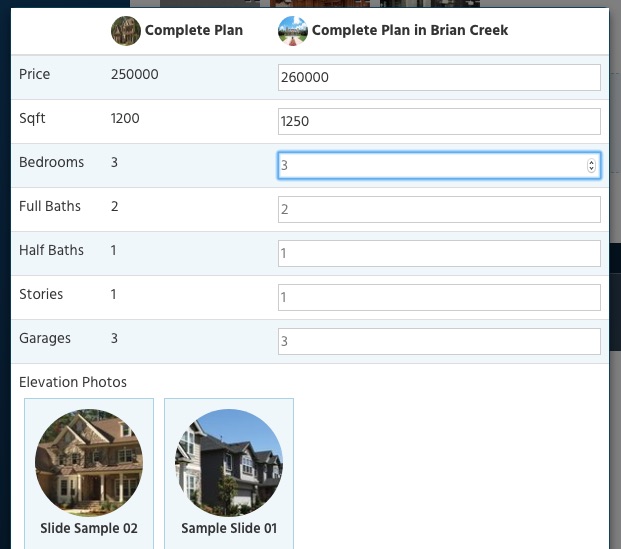 Complete Plan Complete Plan in Brian Creek
Price 250000 260000
Sqft 1200 1250
Bedrooms 3 3
Full Baths 2 2
Half Baths 1 1
Stories 1 1
Garages 3 3
Elevation Photos
Slide Sample 02 Sample Slide 01